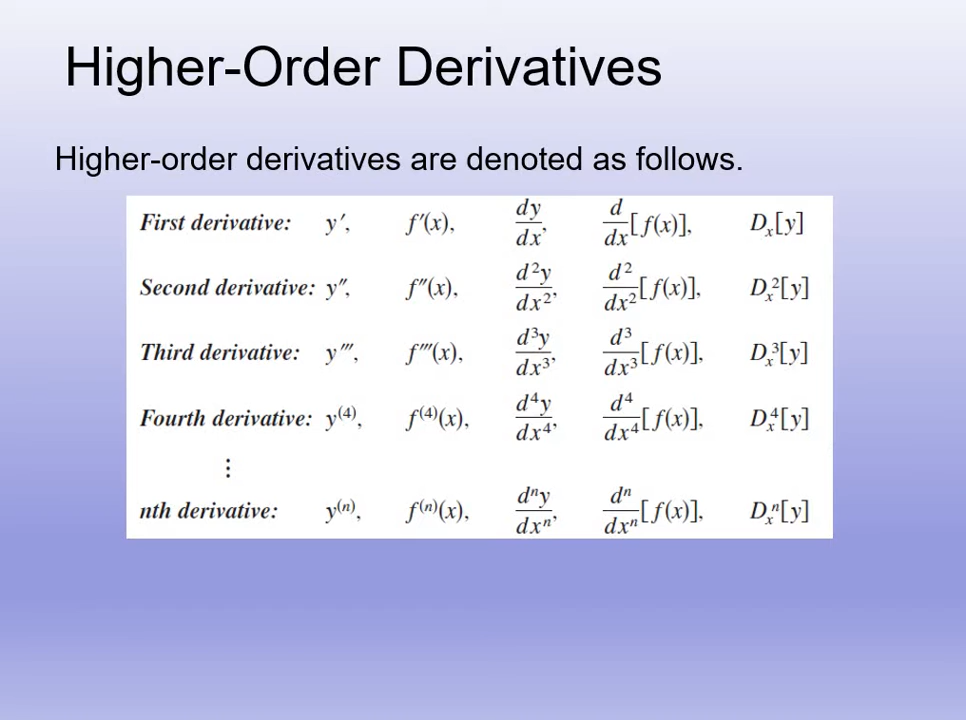 Higher-Order Derivatives
Higher-order derivatives are denoted as follows.
First derivative: y′, f′(x), dy/dx, d/dx[f(x)], Dₓ[y]
Second derivative: y″, f″(x), d²y/dx², d²/dx²[f(x)], Dₓ²[y]
Third derivative: y‴, f‴(x), d³y/dx³, d³/dx³[f(x)], Dₓ³[y]
Fourth derivative: y⁽⁴⁾, f⁽⁴⁾(x), d⁴y/dx⁴, d⁴/dx⁴[f(x)], Dₓ⁴[y]
⋮
nth derivative: y⁽ⁿ⁾, f⁽ⁿ⁾(x), dⁿy/dxⁿ, dⁿ/dxⁿ[f(x)], Dₓⁿ[y]